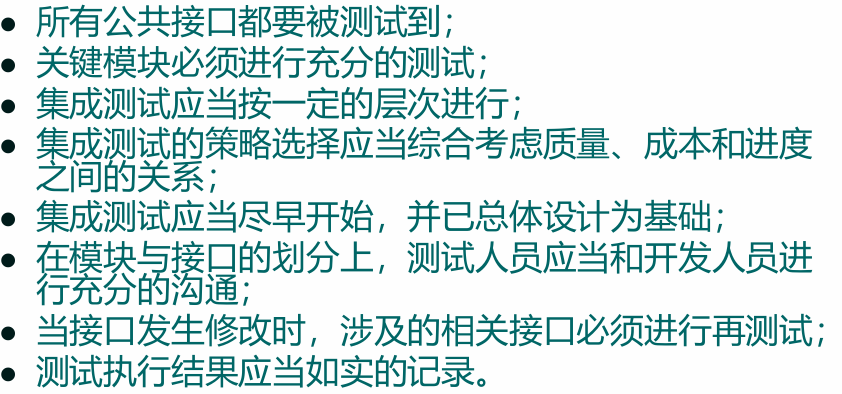 ● 所有公共接口都要被测试到；
● 关键模块必须进行充分的测试；
● 集成测试应当按一定的层次进行；
● 集成测试的策略选择应当综合考虑质量、成本和进度
之间的关系；
● 集成测试应当尽早开始，并已总体设计为基础；
● 在模块与接口的划分上，测试人员应当和开发人员进
行充分的沟通；
● 当接口发生修改时，涉及的相关接口必须进行再测试；
● 测试执行结果应当如实的记录。